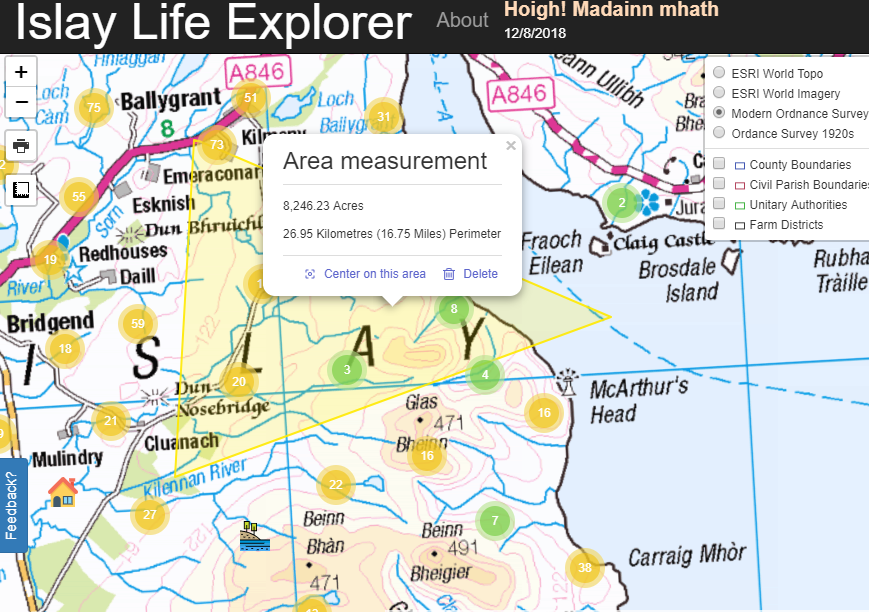 Islay Life Explorer
About
Hoigh! Madainn mhath
12/8/2018
+
−
Finlaggan
Loch
Càm
75
Ballygrant
A846
51
Loch
Ballygrant
31
8
73
Kilmeny
Emeraconart
55
Esknish
Sorn
Dun Bhruichl
19
Redhouses
Daill
River
Bridgend
59
18
I S L A Y
20
Dun
Nosebridge
21
Cluanach
Mulindry
Kilennan River
27
22
Beinn
Bhàn
471
Beinn
491
Bheigier
7
38
Carraig Mhòr
Glas
471
Bheinn
16
3
4
8
16
McArthur's
Head
A846
2
Jura
Claig Castle
Fraoch
Eilean
Brosdale
Island
Rubha
Tràille
Area measurement
×
8,246.23 Acres
26.95 Kilometres (16.75 Miles) Perimeter
Center on this area
Delete
ESRI World Topo
ESRI World Imagery
Modern Ordnance Survey
Ordance Survey 1920s
County Boundaries
Civil Parish Boundaries
Unitary Authorities
Farm Districts
Feedback?